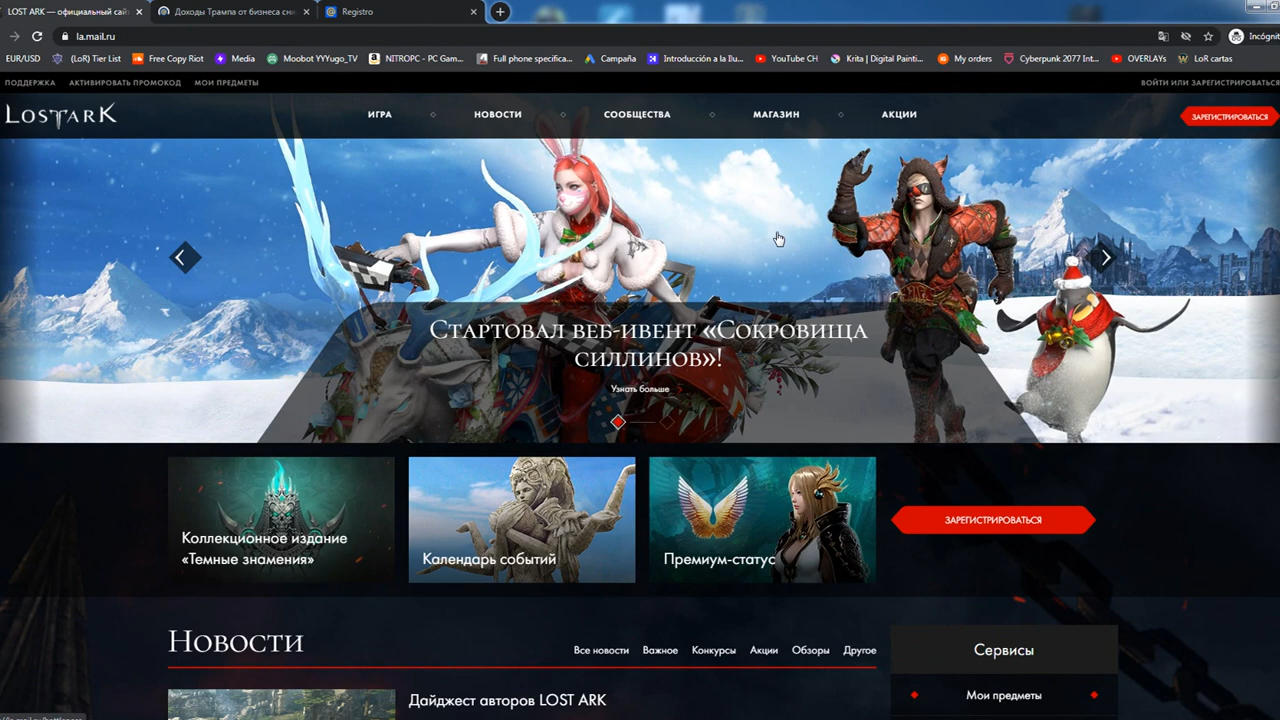 LOST ARK — официальный сай
Доходы Трампа от бизнеса сни
Registro
la.mail.ru
Incógnit
EUR/USD
(LoR) Tier List
Free Copy Riot
Media
Moobot YYYugo_TV
NITROPC - PC Gam...
Full phone specifica...
Campaña
Introducción a la Ilu...
YouTube CH
Krita | Digital Painti...
My orders
Cyberpunk 2077 Int...
OVERLAYs
LoR cartas
ПОДДЕРЖКА
АКТИВИРОВАТЬ ПРОМОКОД
МОИ ПРЕДМЕТЫ
ВОЙТИ ИЛИ ЗАРЕГИСТРИРОВАТЬСЯ
LOST ARK
ИГРА
НОВОСТИ
СООБЩЕСТВА
МАГАЗИН
АКЦИИ
ЗАРЕГИСТРИРОВАТЬСЯ
Стартовал веб-ивент «Сокровища
силлинов»!
Узнать больше
Коллекционное издание
«Темные знамения»
Календарь событий
Премиум-статус
ЗАРЕГИСТРИРОВАТЬСЯ
Новости
Все новости
Важное
Конкурсы
Акции
Обзоры
Другое
Сервисы
Мои предметы
Дайджест авторов LOST ARK